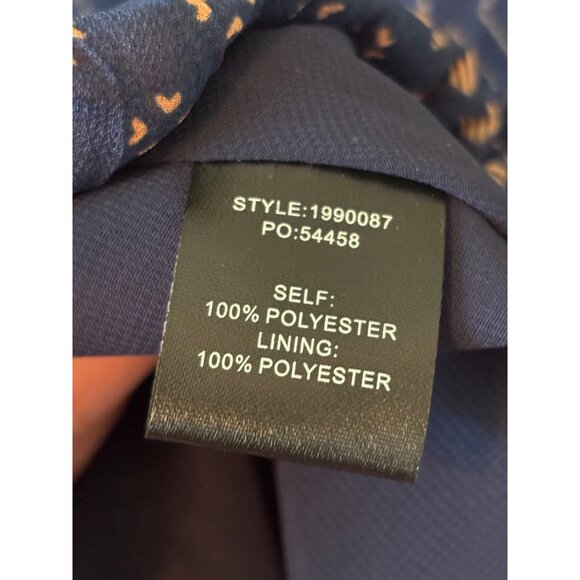 STYLE:1990087
PO:54458
SELF:
100% POLYESTER
LINING:
100% POLYESTER